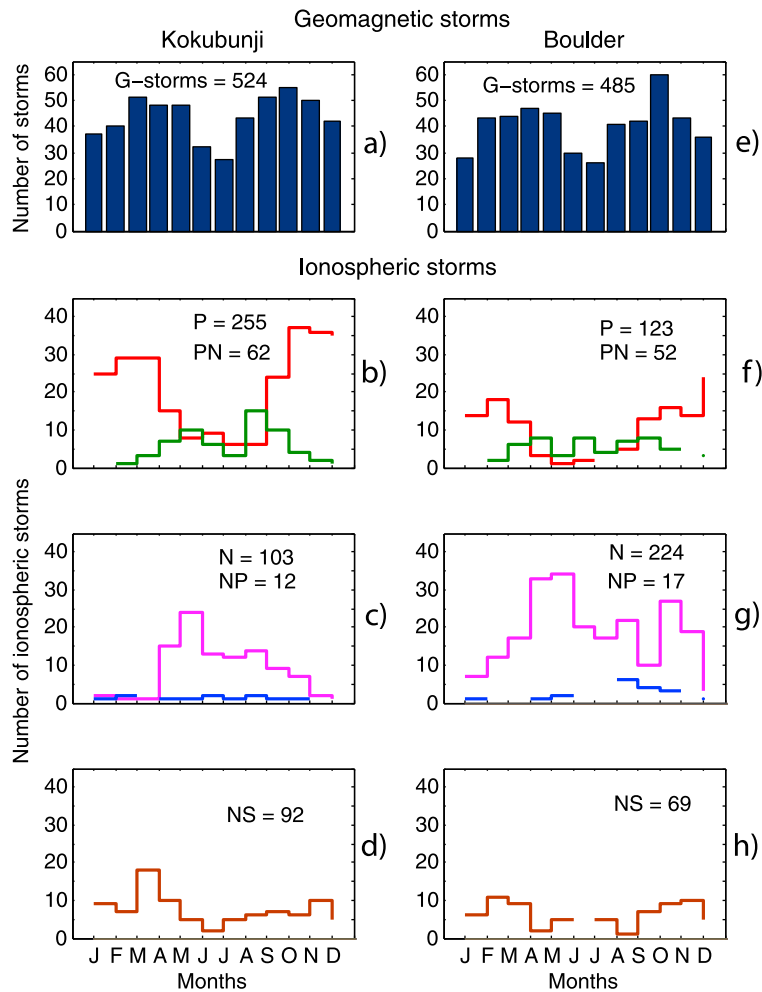 Geomagnetic storms
Kokubunji
Boulder
Number of storms
60
50
40
30
20
10
0
G-storms = 524
a)
60
50
40
30
20
10
0
G-storms = 485
e)
Ionospheric storms
Number of ionospheric storms
40
30
20
10
0
P = 255
PN = 62
b)
40
30
20
10
0
P = 123
PN = 52
f)
40
30
20
10
0
N = 103
NP = 12
c)
40
30
20
10
0
N = 224
NP = 17
g)
40
30
20
10
0
NS = 92
d)
J F M A M J J A S O N D
Months
40
30
20
10
0
NS = 69
h)
J F M A M J J A S O N D
Months